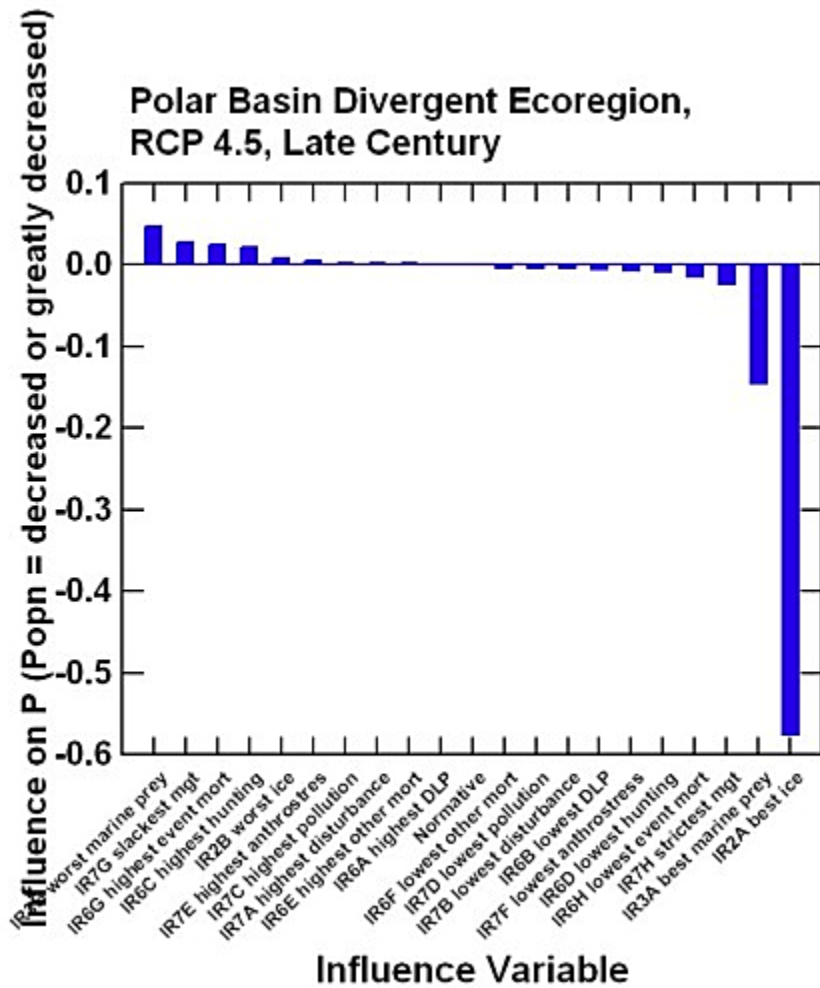 Polar Basin Divergent Ecoregion,
RCP 4.5, Late Century
Influence on P (Popn = decreased or greatly decreased)
0.1
0.0
-0.1
-0.2
-0.3
-0.4
-0.5
-0.6
worst marine prey
IR7G slackest mgt
IR6G highest event mort
IR6C highest hunting
IR2B worst ice
IR7E highest anthrostres
IR7C highest pollution
IR7A highest disturbance
IR6E highest other mort
IR6A highest DLP
Normative
IR6F lowest other mort
IR7D lowest pollution
IR7B lowest disturbance
IR6B lowest DLP
IR7F lowest anthrostress
IR6D lowest hunting
IR6H lowest event mort
IR7H strictest mgt
IR3A best marine prey
IR2A best ice
Influence Variable